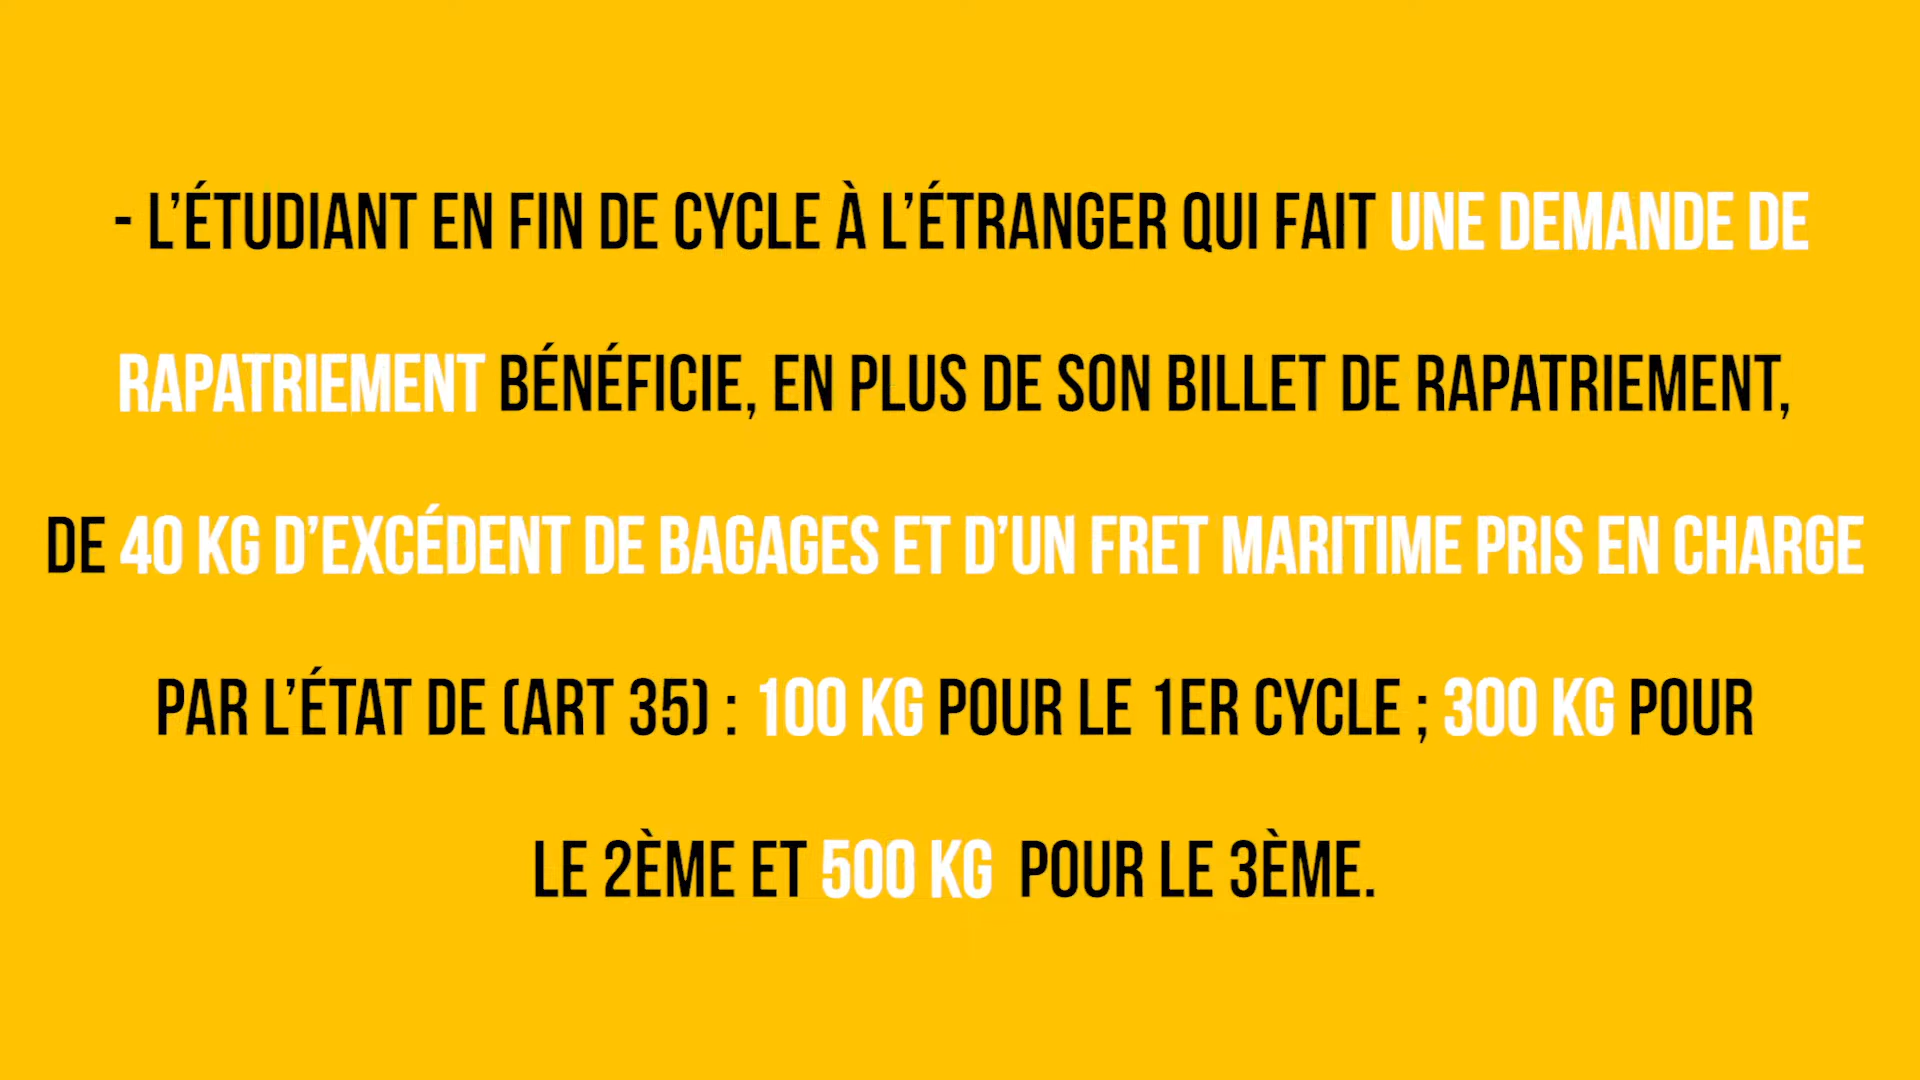 - L’ÉTUDIANT EN FIN DE CYCLE À L’ÉTRANGER QUI FAIT UNE DEMANDE DE
RAPATRIEMENT BÉNÉFICIE, EN PLUS DE SON BILLET DE RAPATRIEMENT,
DE 40 KG D’EXCÉDENT DE BAGAGES ET D’UN FRET MARITIME PRIS EN CHARGE
PAR L’ÉTAT DE (ART 35) : 100 KG POUR LE 1ER CYCLE ; 300 KG POUR
LE 2ÈME ET 500 KG POUR LE 3ÈME.